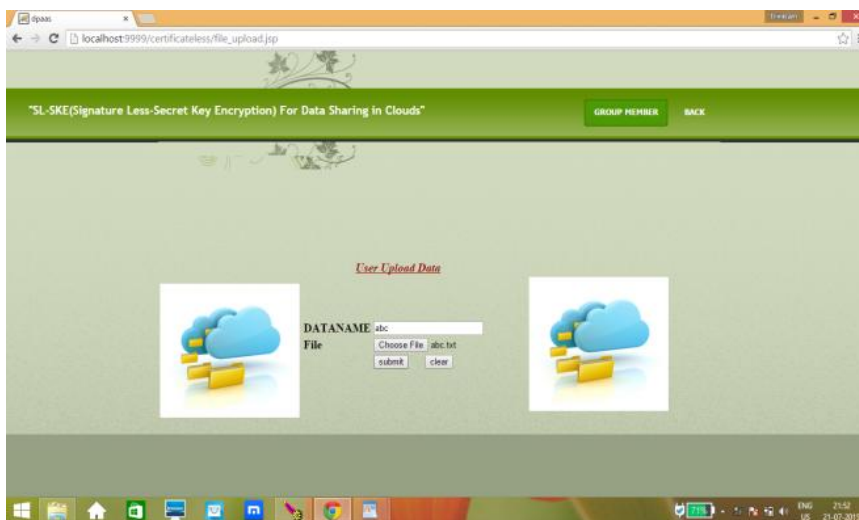 dpaas
localhost:9999/certificateless/file_upload.jsp
"SL-SKE(Signature Less-Secret Key Encryption) For Data Sharing in Clouds"
GROUP MEMBER
BACK
User Upload Data
DATANAME abc
File Choose File abc.txt
submit clear
71%
ENG 21:52
US